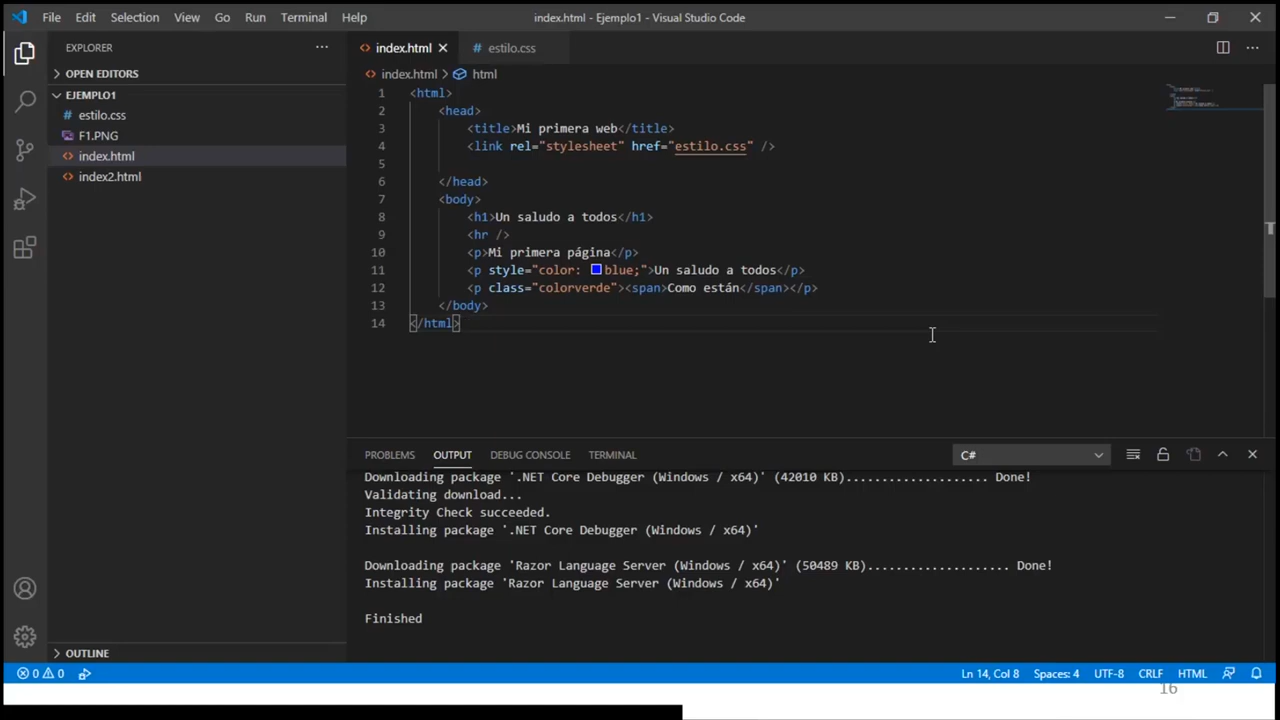 File Edit Selection View Go Run Terminal Help
index.html - Ejemplo1 - Visual Studio Code
EXPLORER
OPEN EDITORS
EJEMPLO1
estilo.css
F1.PNG
index.html
index2.html
OUTLINE
index.html
estilo.css
index.html > html
1 <html>
2 <head>
3 <title>Mi primera web</title>
4 <link rel="stylesheet" href="estilo.css" />
5
6 </head>
7 <body>
8 <h1>Un saludo a todos</h1>
9 <hr />
10 <p>Mi primera página</p>
11 <p style="color: blue;">Un saludo a todos</p>
12 <p class="colorverde"><span>Como están</span></p>
13 </body>
14 </html>
PROBLEMS OUTPUT DEBUG CONSOLE TERMINAL
C#
Downloading package '.NET Core Debugger (Windows / x64)' (42010 KB).................... Done!
Validating download...
Integrity Check succeeded.
Installing package '.NET Core Debugger (Windows / x64)'
Downloading package 'Razor Language Server (Windows / x64)' (50489 KB).................... Done!
Installing package 'Razor Language Server (Windows / x64)'
Finished
0 0
Ln 14, Col 8 Spaces: 4 UTF-8 CRLF HTML
16